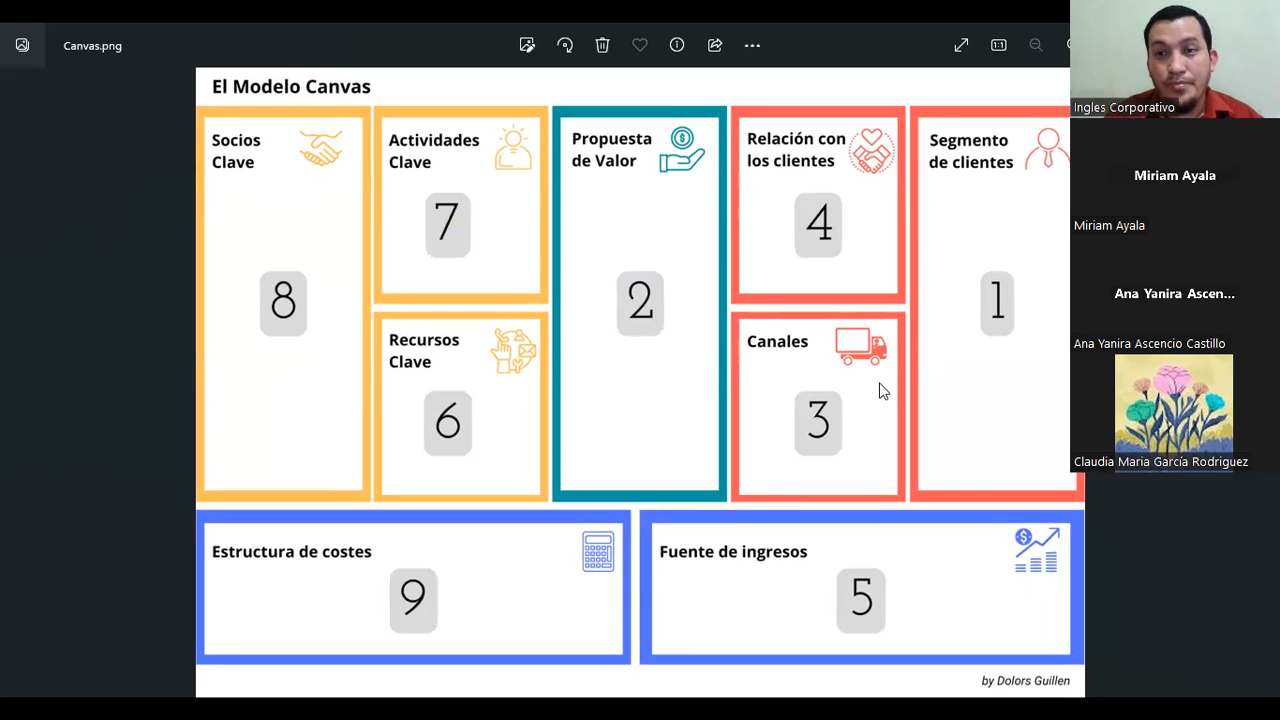 Canvas.png
1:1
El Modelo Canvas
Socios
Clave
8
Actividades
Clave
7
Recursos
Clave
6
Propuesta
de Valor
2
Relación con
los clientes
4
Canales
3
Segmento
de clientes
1
Estructura de costes
9
Fuente de ingresos
5
by Dolors Guillen
Ingles Corporativo
Miriam Ayala
Miriam Ayala
Ana Yanira Ascen...
Ana Yanira Ascencio Castillo
Claudia Maria García Rodriguez